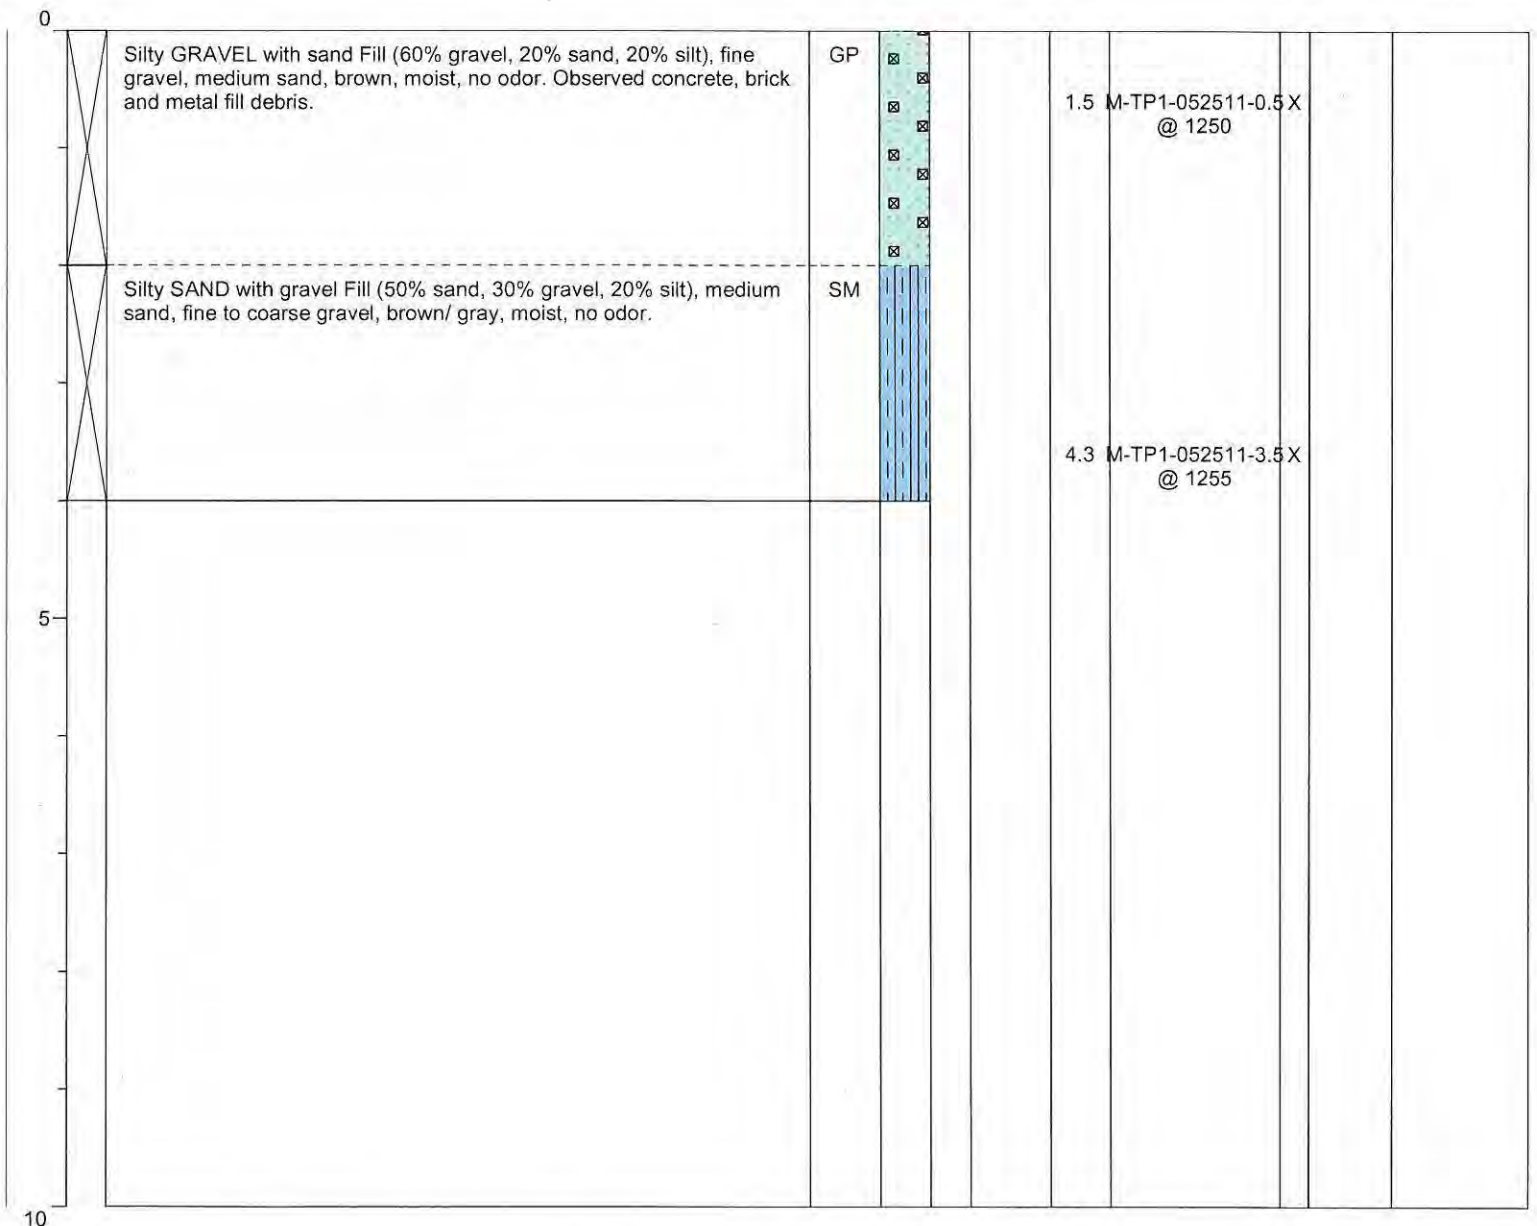 0
Silty GRAVEL with sand Fill (60% gravel, 20% sand, 20% silt), fine
gravel, medium sand, brown, moist, no odor. Observed concrete, brick
and metal fill debris.
GP
1.5 M-TP1-052511-0.5 X
@ 1250
Silty SAND with gravel Fill (50% sand, 30% gravel, 20% silt), medium
sand, fine to coarse gravel, brown/ gray, moist, no odor.
SM
4.3 M-TP1-052511-3.5 X
@ 1255
5
10